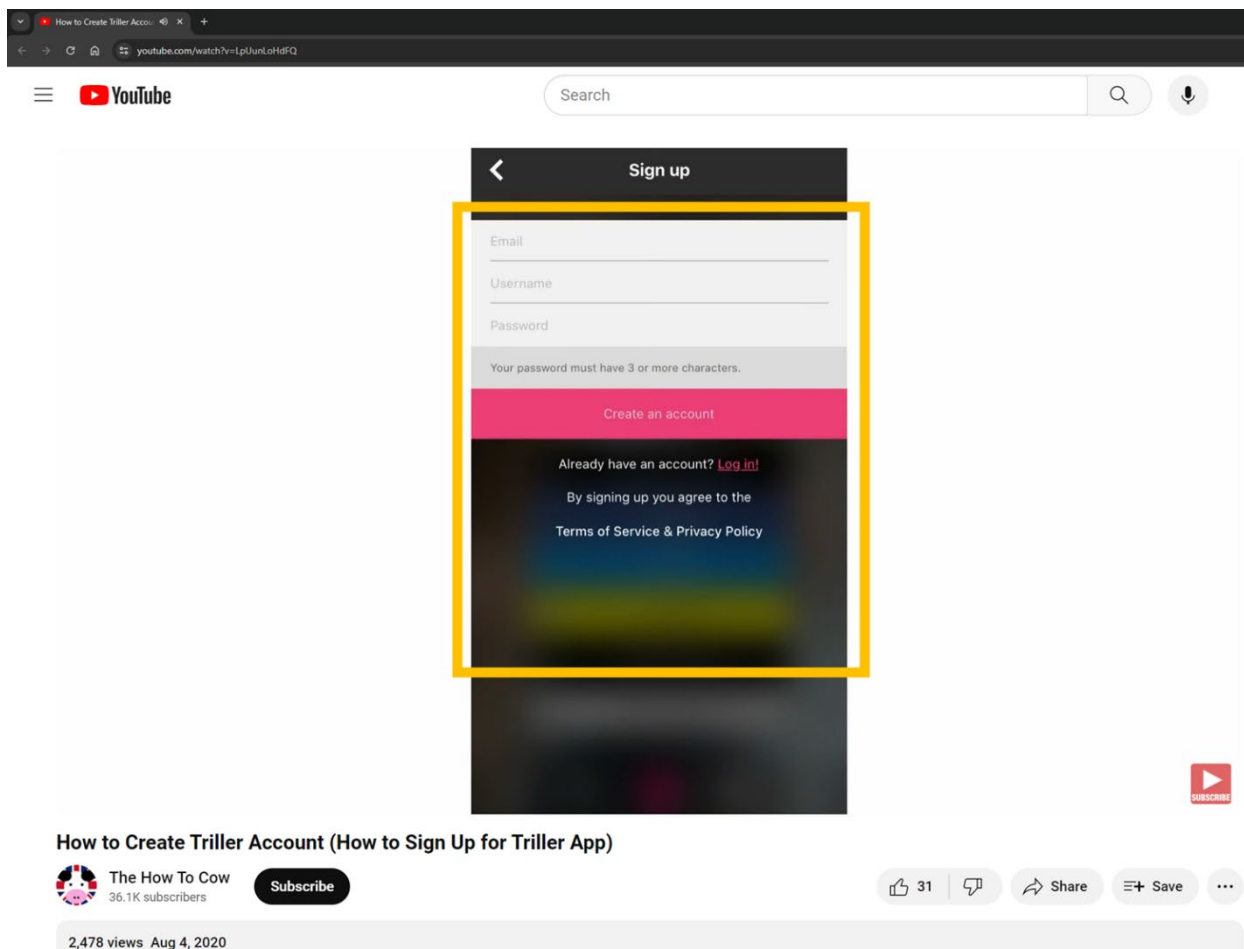 How to Create Triller Accou
youtube.com/watch?v=LpUunLoHdFQ
YouTube
Search
Sign up
Email
Username
Password
Your password must have 3 or more characters.
Create an account
Already have an account? Log in!
By signing up you agree to the
Terms of Service & Privacy Policy
SUBSCRIBE
How to Create Triller Account (How to Sign Up for Triller App)
The How To Cow
36.1K subscribers
Subscribe
31
Share
Save
2,478 views Aug 4, 2020